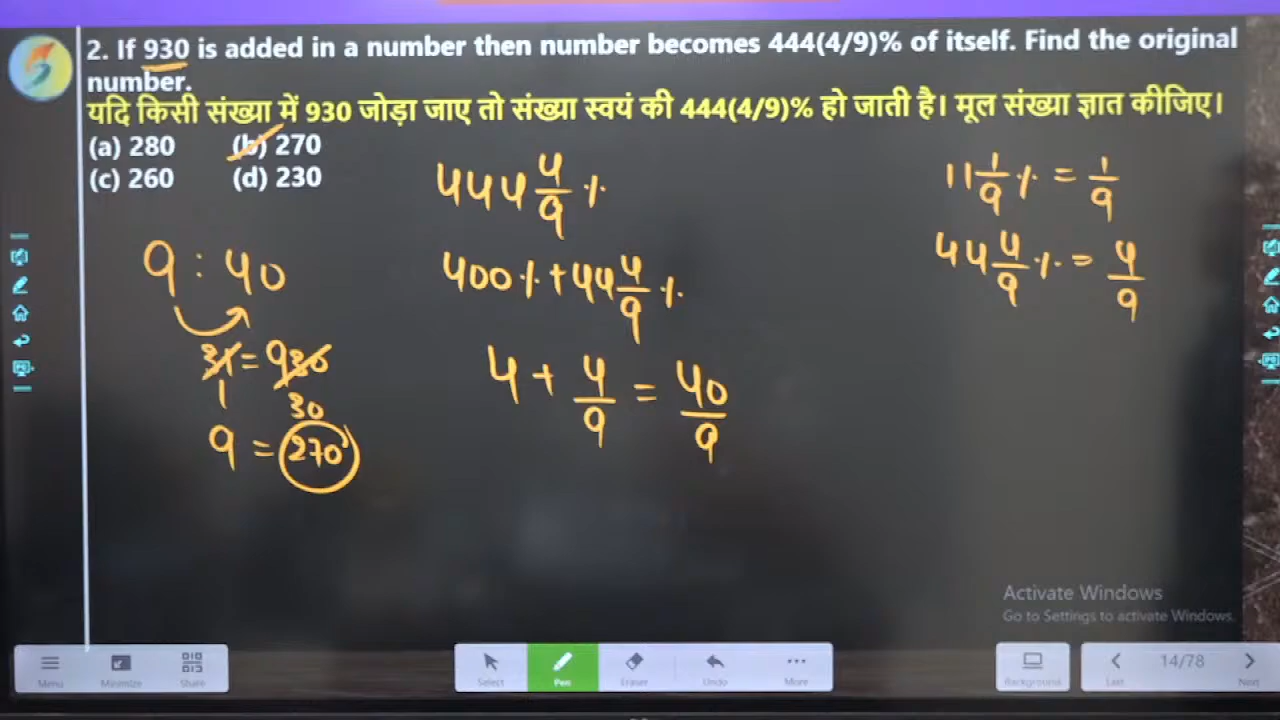 2. If 930 is added in a number then number becomes 444(4/9)% of itself. Find the original
number.
यदि किसी संख्या में 930 जोड़ा जाए तो संख्या स्वयं की 444(4/9)% हो जाती है। मूल संख्या ज्ञात कीजिए।
(a) 280 (b) 270
(c) 260 (d) 230
444 4/9 %
400% + 44 4/9 %
4 + 4/9 = 40/9
11 1/9 % = 1/9
44 4/9 % = 4/9
9 : 40
31 = 930
1 30
9 = 270
Activate Windows
Go to Settings to activate Windows.
Menu Minimize Share Select Pen Eraser Undo More Background Last 14/78 Next